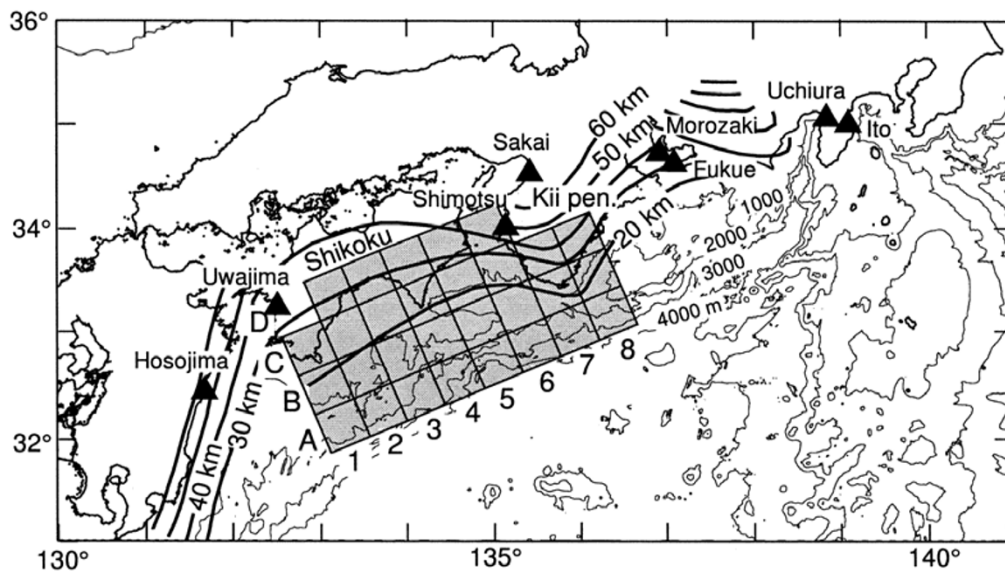 36°
Uchiura
60 km
Ito
50 km
Morozaki
Sakai
Fukue
Shimotsu
Kii pen.
34°
20 km
1000
2000
3000
4000 m
Shikoku
Uwajima
D
Hosojima
C
B
A
30 km
40 km
1
2
3
4
5
6
7
8
32°
130°
135°
140°